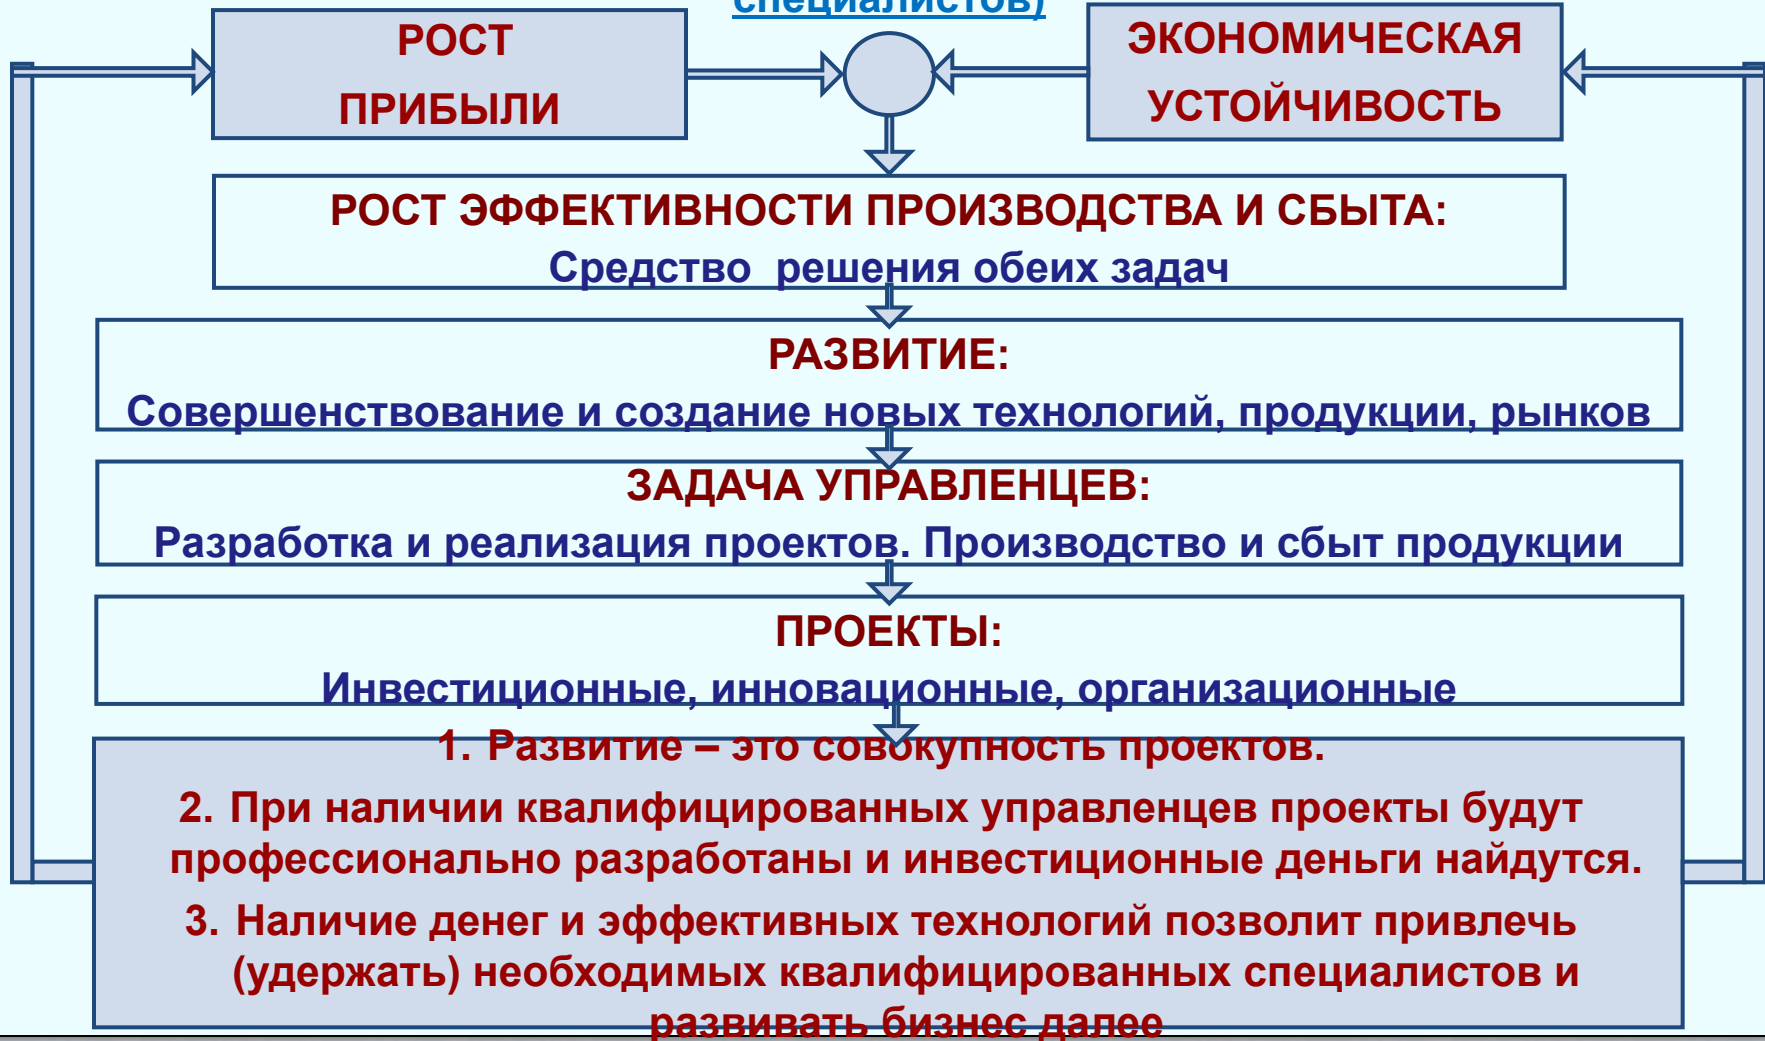 специалистов)
РОСТ
ПРИБЫЛИ
ЭКОНОМИЧЕСКАЯ
УСТОЙЧИВОСТЬ
РОСТ ЭФФЕКТИВНОСТИ ПРОИЗВОДСТВА И СБЫТА:
Средство решения обеих задач
РАЗВИТИЕ:
Совершенствование и создание новых технологий, продукции, рынков
ЗАДАЧА УПРАВЛЕНЦЕВ:
Разработка и реализация проектов. Производство и сбыт продукции
ПРОЕКТЫ:
Инвестиционные, инновационные, организационные
1. Развитие – это совокупность проектов.
2. При наличии квалифицированных управленцев проекты будут
профессионально разработаны и инвестиционные деньги найдутся.
3. Наличие денег и эффективных технологий позволит привлечь
(удержать) необходимых квалифицированных специалистов и
развивать бизнес далее